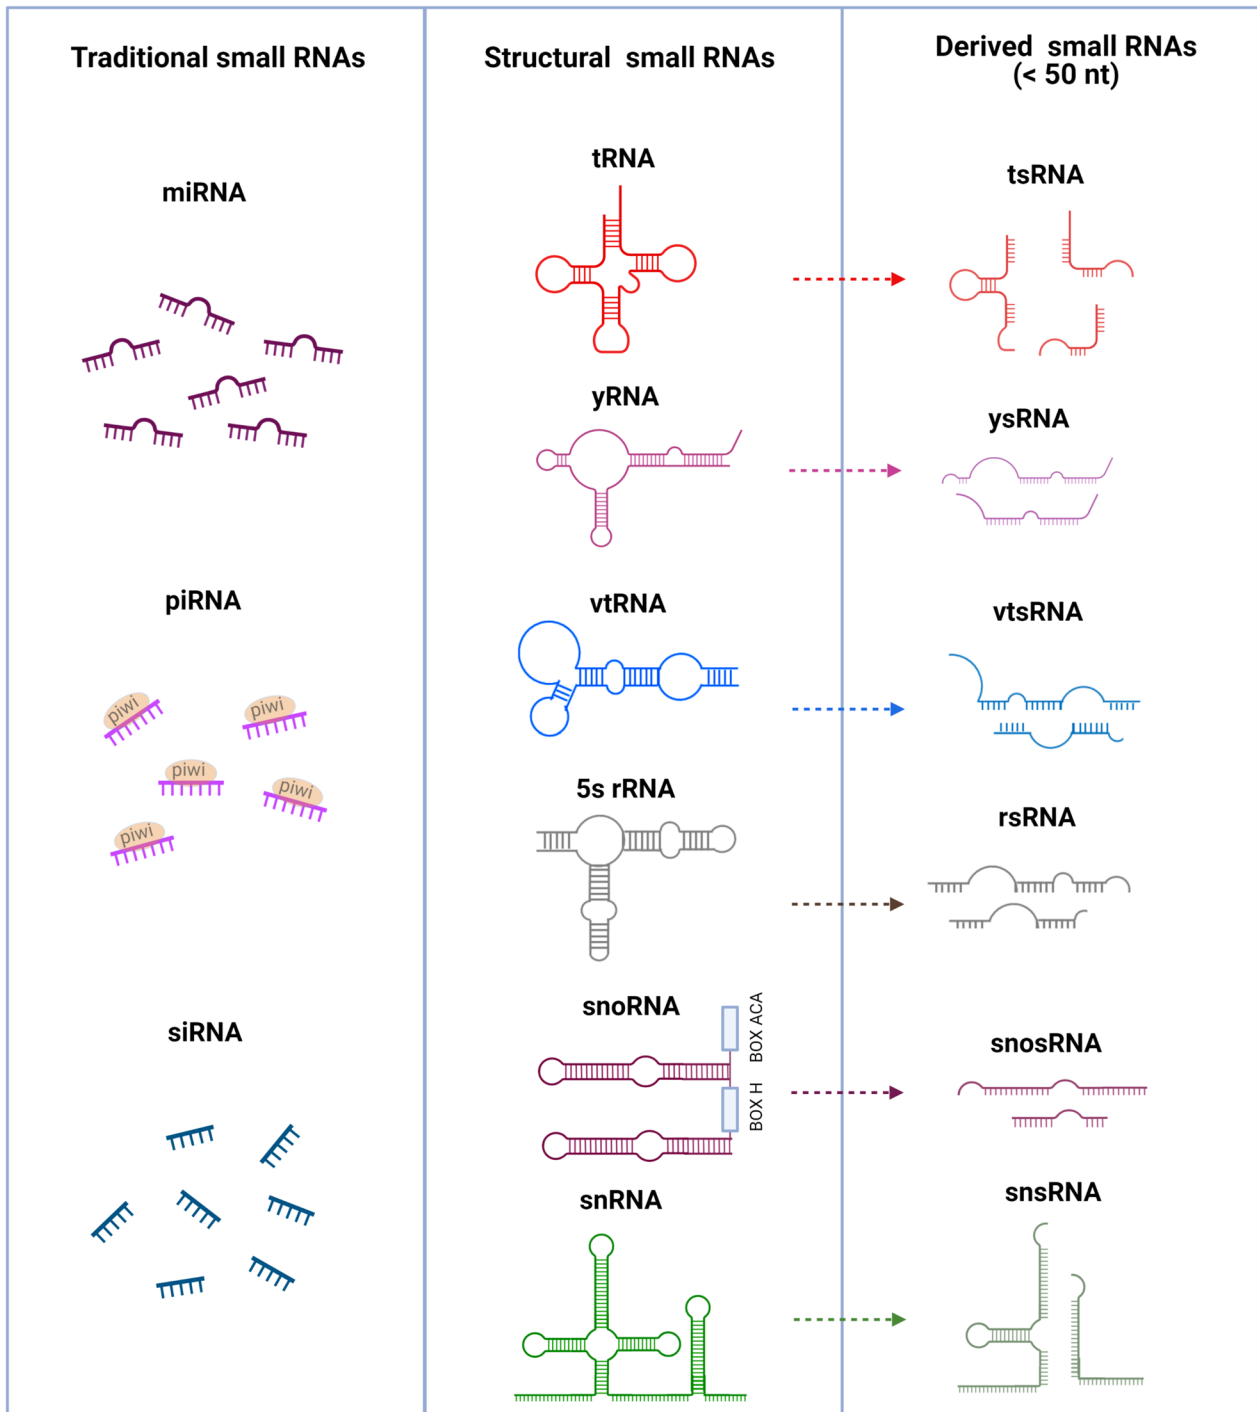 Traditional small RNAs
miRNA
piRNA
piwi
piwi
piwi
piwi
piwi
siRNA
Structural small RNAs
tRNA
yRNA
vtRNA
5s rRNA
snoRNA
BOX ACA
BOX H
snRNA
Derived small RNAs
(< 50 nt)
tsRNA
ysRNA
vtsRNA
rsRNA
snosRNA
snsRNA